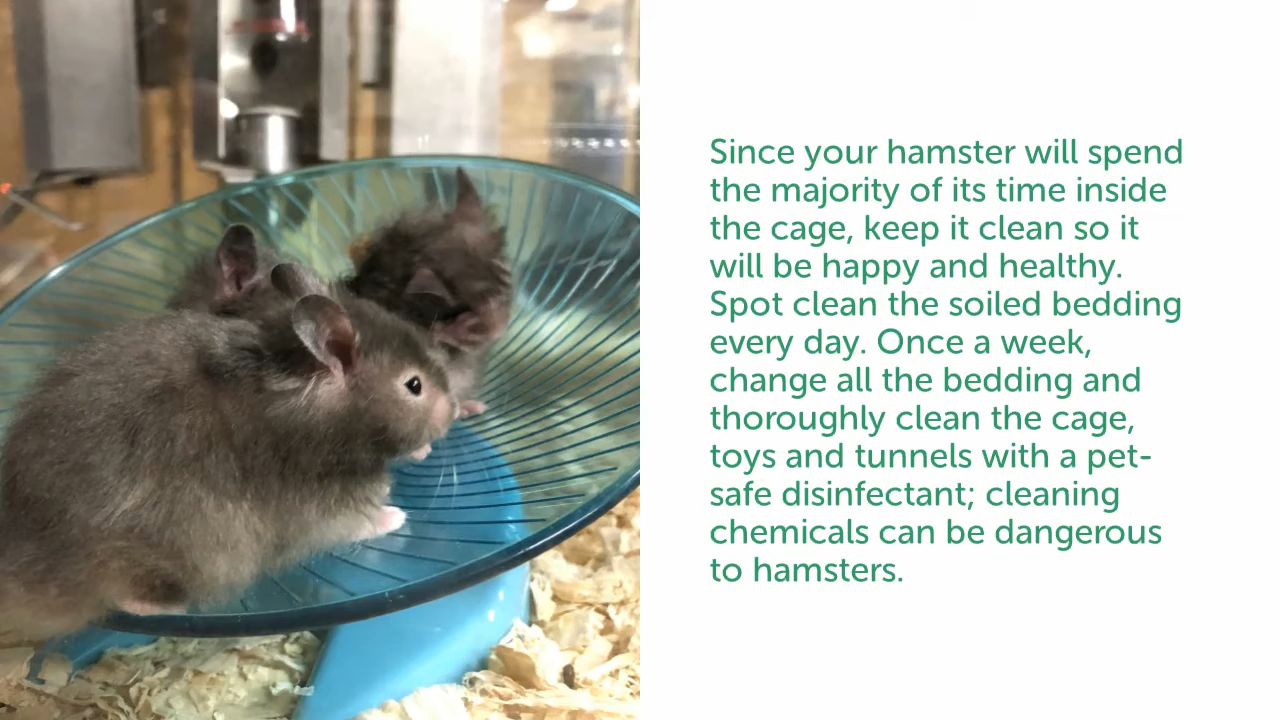 Since your hamster will spend
the majority of its time inside
the cage, keep it clean so it
will be happy and healthy.
Spot clean the soiled bedding
every day. Once a week,
change all the bedding and
thoroughly clean the cage,
toys and tunnels with a pet-
safe disinfectant; cleaning
chemicals can be dangerous
to hamsters.